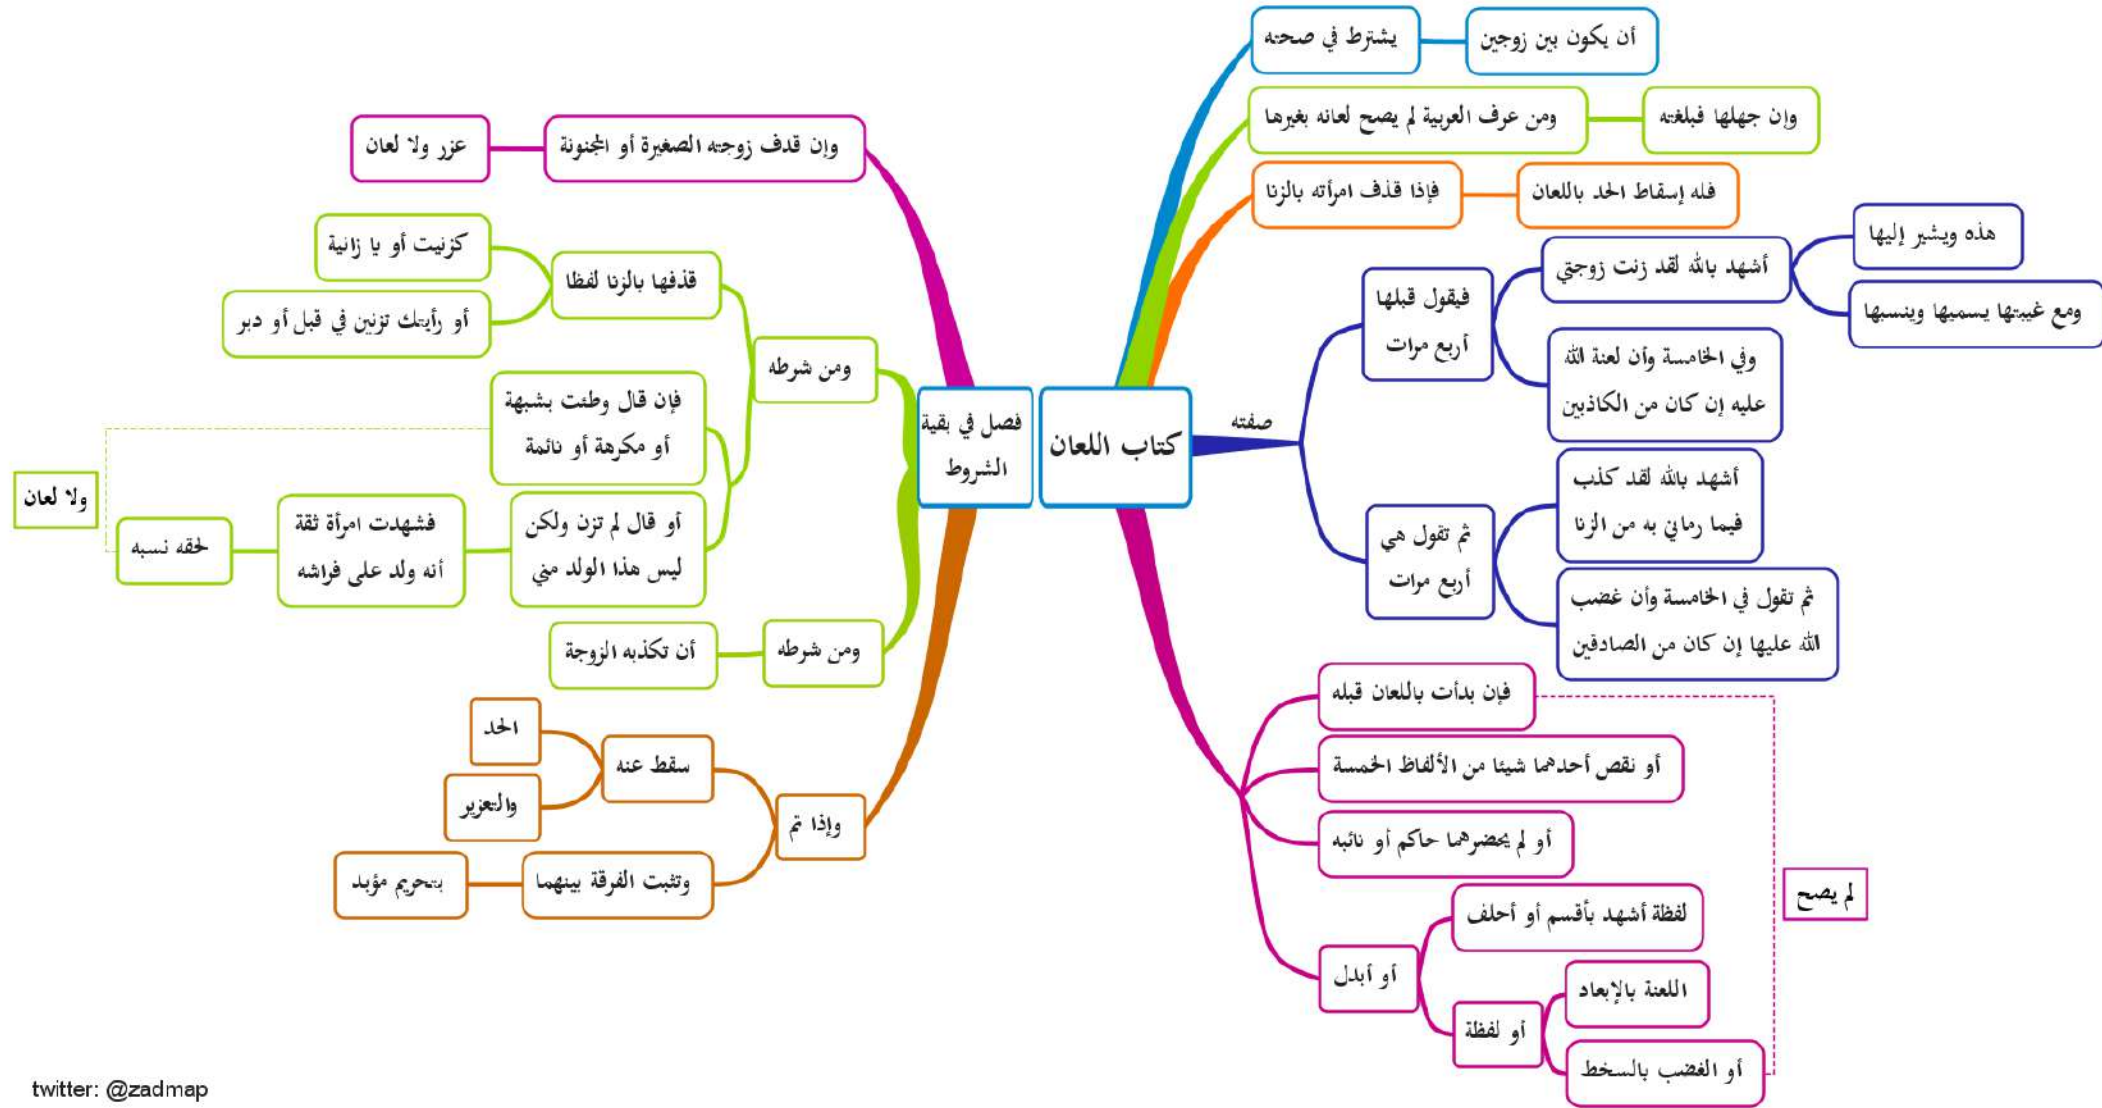 كتاب اللعان
يشترط في صحته
أن يكون بين زوجين
ومن عرف العربية لم يصح لعانه بغيرها
وإن جهلها فبلغته
فإذا قذف امرأته بالزنا
فله إسقاط الحد باللعان
صفته
فيقول قبلها
أربع مرات
أشهد بالله لقد زنت زوجتي
هذه ويشير إليها
ومع غيبتها يسميها وينسبها
وفي الخامسة وأن لعنة الله
عليه إن كان من الكاذبين
ثم تقول هي
أربع مرات
أشهد بالله لقد كذب
فيما رماني به من الزنا
ثم تقول في الخامسة وأن غضب
الله عليها إن كان من الصادقين
فإن بدأت باللعان قبله
أو نقص أحدهما شيئا من الألفاظ الخمسة
أو لم يحضرهما حاكم أو نائبه
أو أبدل
لفظة أشهد بأقسم أو أحلف
أو لفظة
اللعنة بالإبعاد
أو الغضب بالسخط
لم يصح
فصل في بقية
الشروط
وإن قدف زوجته الصغيرة أو المجنونة
عزر ولا لعان
ومن شرطه
قذفها بالزنا لفظا
كزنيت أو يا زانية
أو رأيتك تزنين في قبل أو دبر
فإن قال وطئت بشبهة
أو مكرهة أو نائمة
أو قال لم تزن ولكن
ليس هذا الولد مني
فشهدت امرأة ثقة
أنه ولد على فراشه
لحقه نسبه
ولا لعان
ومن شرطه
أن تكذبه الزوجة
وإذا تم
سقط عنه
الحد
والتعزير
وتثبت الفرقة بينهما
بتحريم مؤبد
twitter: @zadmap